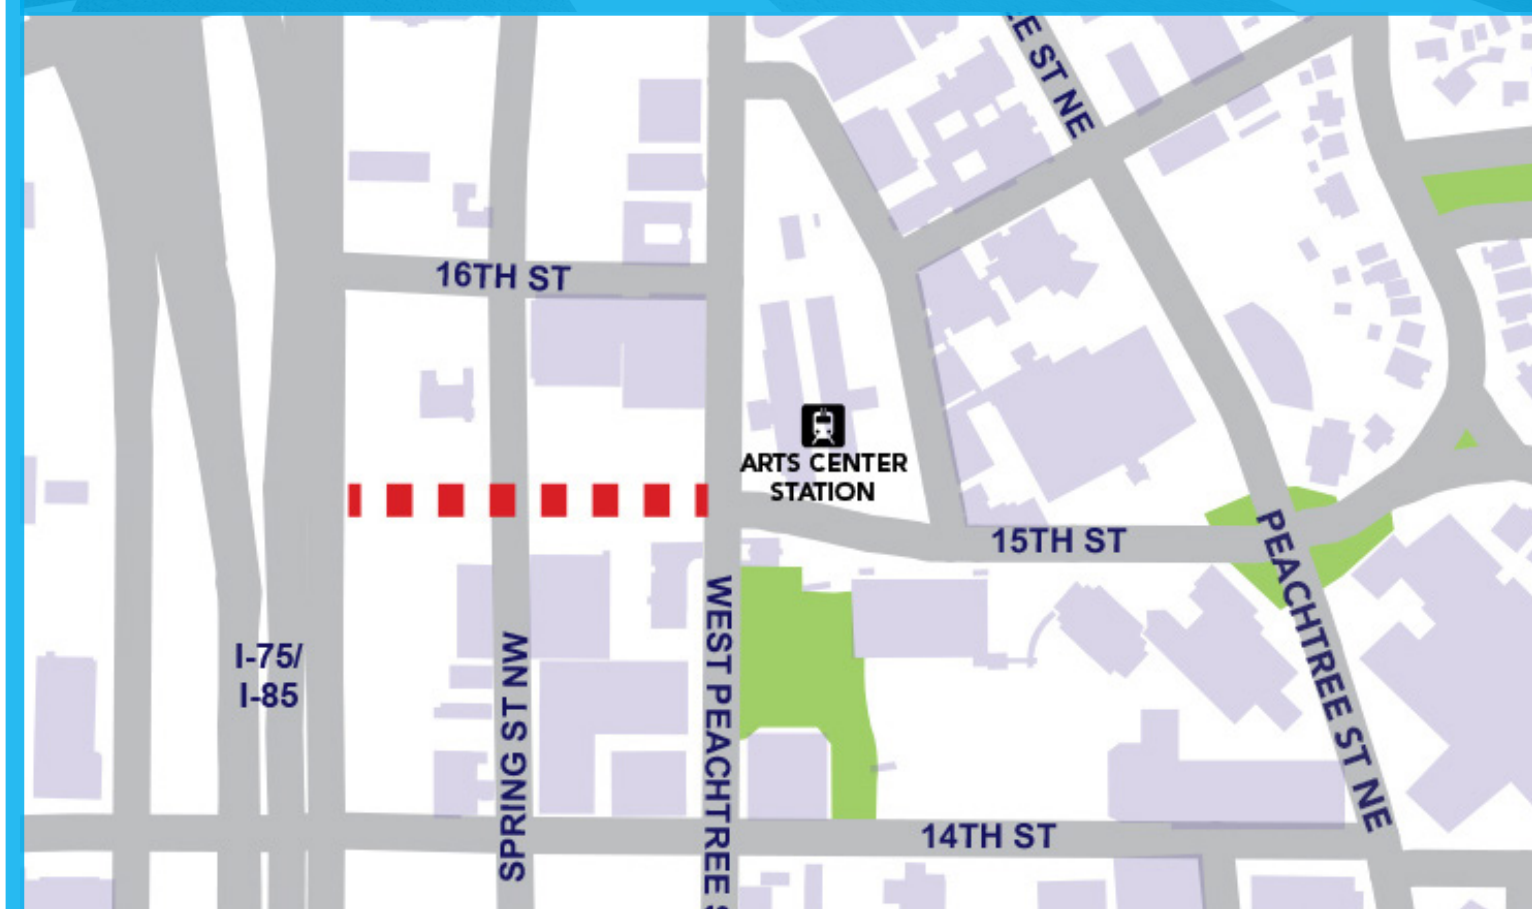 EE ST NE
16TH ST
ARTS CENTER
STATION
15TH ST
PEACHTREE ST NE
I-75/
I-85
SPRING ST NW
WEST PEACHTREE S
14TH ST